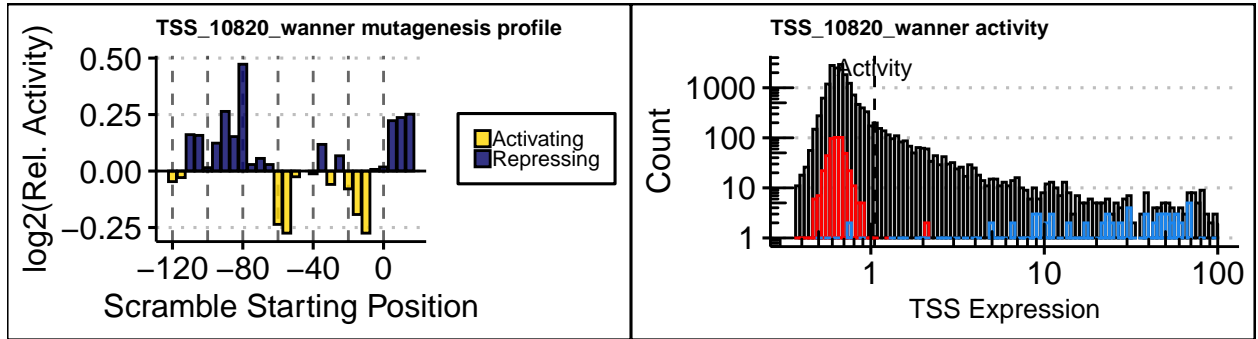 TSS_10820_wanner mutagenesis profile
log2(Rel. Activity)
0.50
0.25
0.00
−0.25
−120
−80
−40
0
Scramble Starting Position
Activating
Repressing
TSS_10820_wanner activity
Activity
Count
1000
100
10
1
1
10
100
TSS Expression